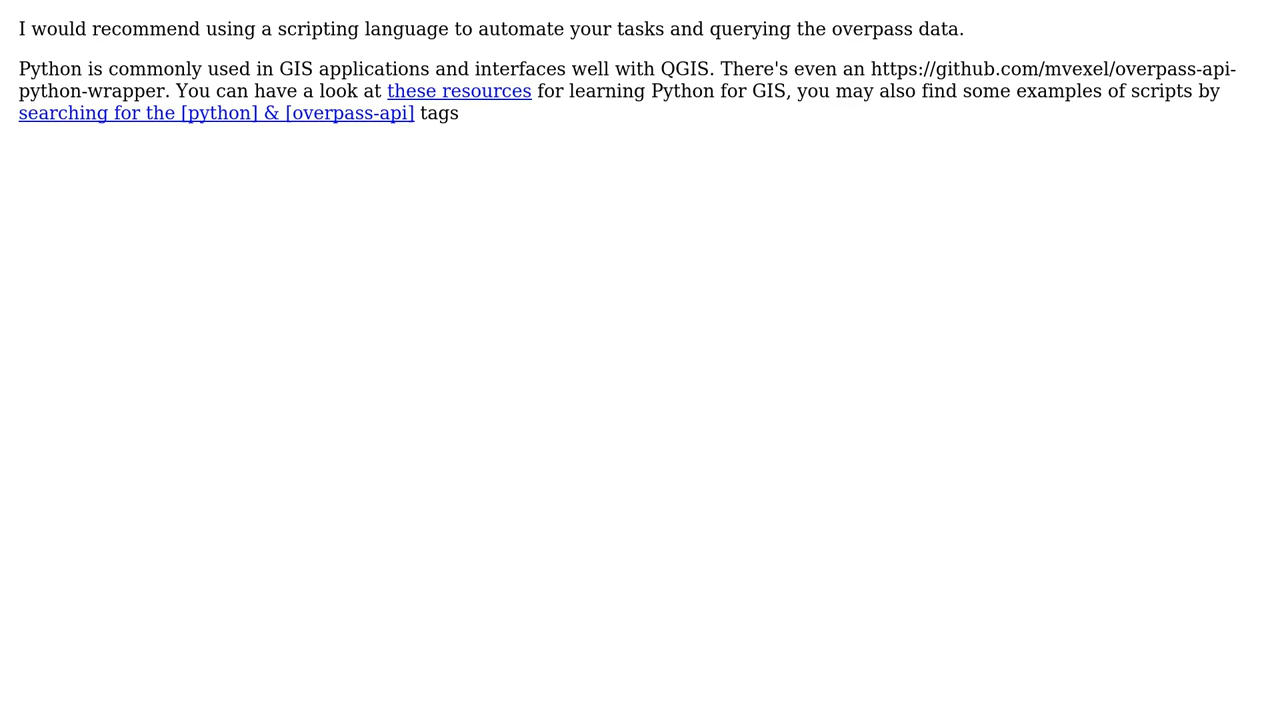 I would recommend using a scripting language to automate your tasks and querying the overpass data.
Python is commonly used in GIS applications and interfaces well with QGIS. There's even an https://github.com/mvexel/overpass-api-
python-wrapper. You can have a look at these resources for learning Python for GIS, you may also find some examples of scripts by
searching for the [python] & [overpass-api] tags